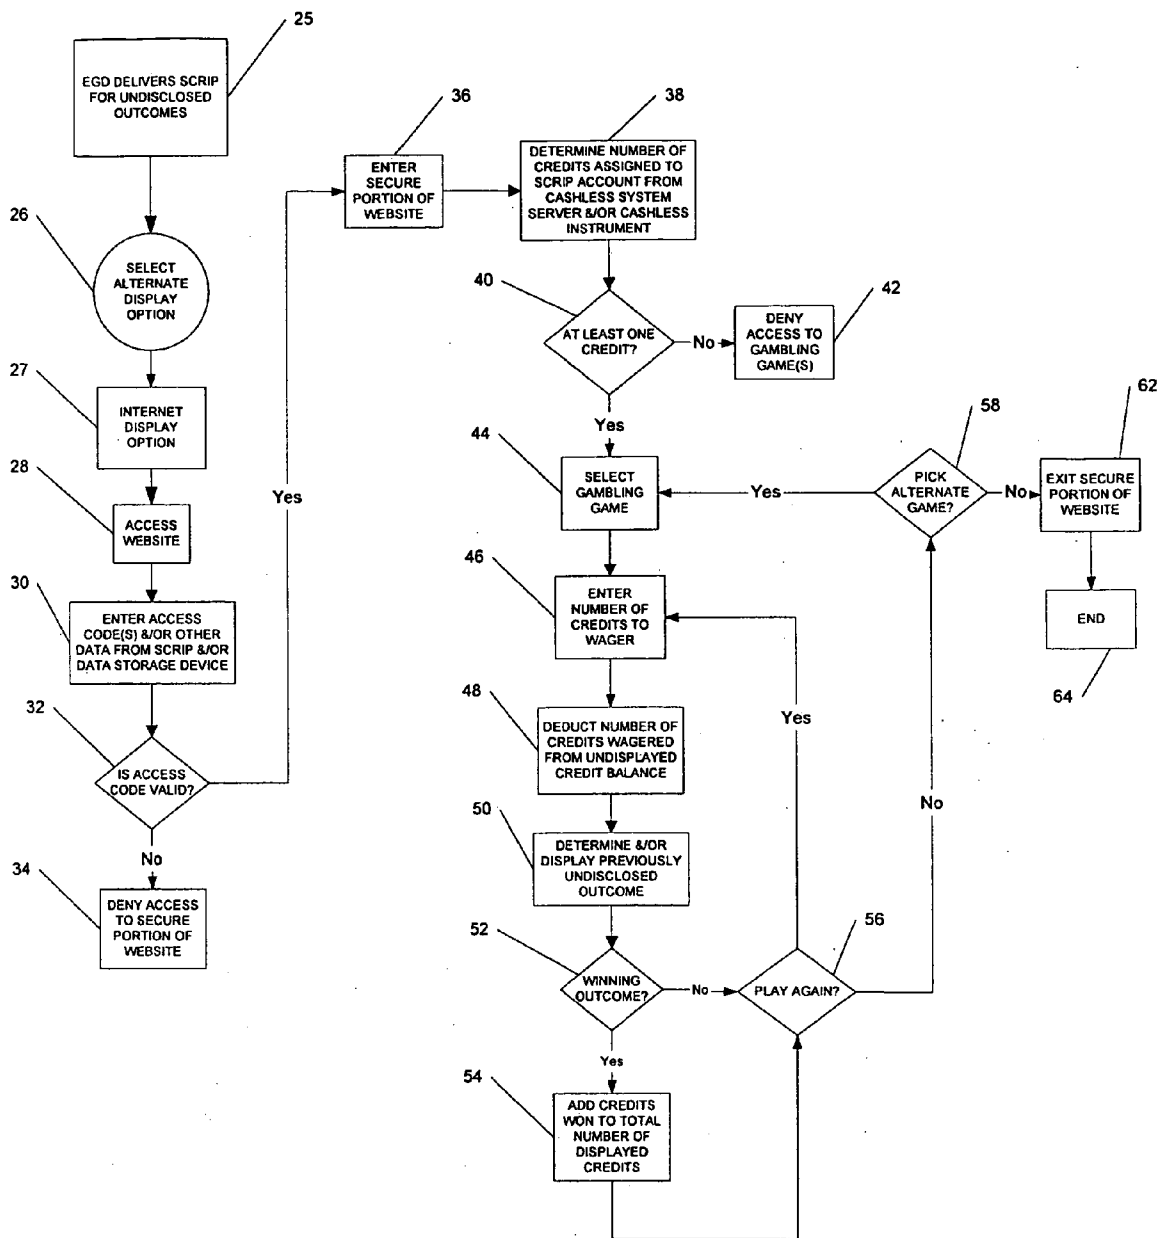 25
EGD DELIVERS SCRIP
FOR UNDISCLOSED
OUTCOMES
26
SELECT
ALTERNATE
DISPLAY
OPTION
27
INTERNET
DISPLAY
OPTION
28
ACCESS
WEBSITE
30
ENTER ACCESS
CODE(S) &/OR OTHER
DATA FROM SCRIP &/OR
DATA STORAGE DEVICE
32
IS ACCESS
CODE VALID?
Yes
No
34
DENY ACCESS
TO SECURE
PORTION OF
WEBSITE
36
ENTER
SECURE
PORTION OF
WEBSITE
38
DETERMINE NUMBER OF
CREDITS ASSIGNED TO
SCRIP ACCOUNT FROM
CASHLESS SYSTEM
SERVER &/OR CASHLESS
INSTRUMENT
40
AT LEAST ONE
CREDIT?
No
42
DENY
ACCESS TO
GAMBLING
GAME(S)
Yes
44
SELECT
GAMBLING
GAME
46
ENTER
NUMBER OF
CREDITS TO
WAGER
48
DEDUCT NUMBER OF
CREDITS WAGERED
FROM UNDISPLAYED
CREDIT BALANCE
50
DETERMINE &/OR
DISPLAY PREVIOUSLY
UNDISCLOSED
OUTCOME
52
WINNING
OUTCOME?
No
Yes
54
ADD CREDITS
WON TO TOTAL
NUMBER OF
DISPLAYED
CREDITS
56
PLAY AGAIN?
Yes
No
58
PICK
ALTERNATE
GAME?
Yes
No
62
EXIT SECURE
PORTION OF
WEBSITE
END
64